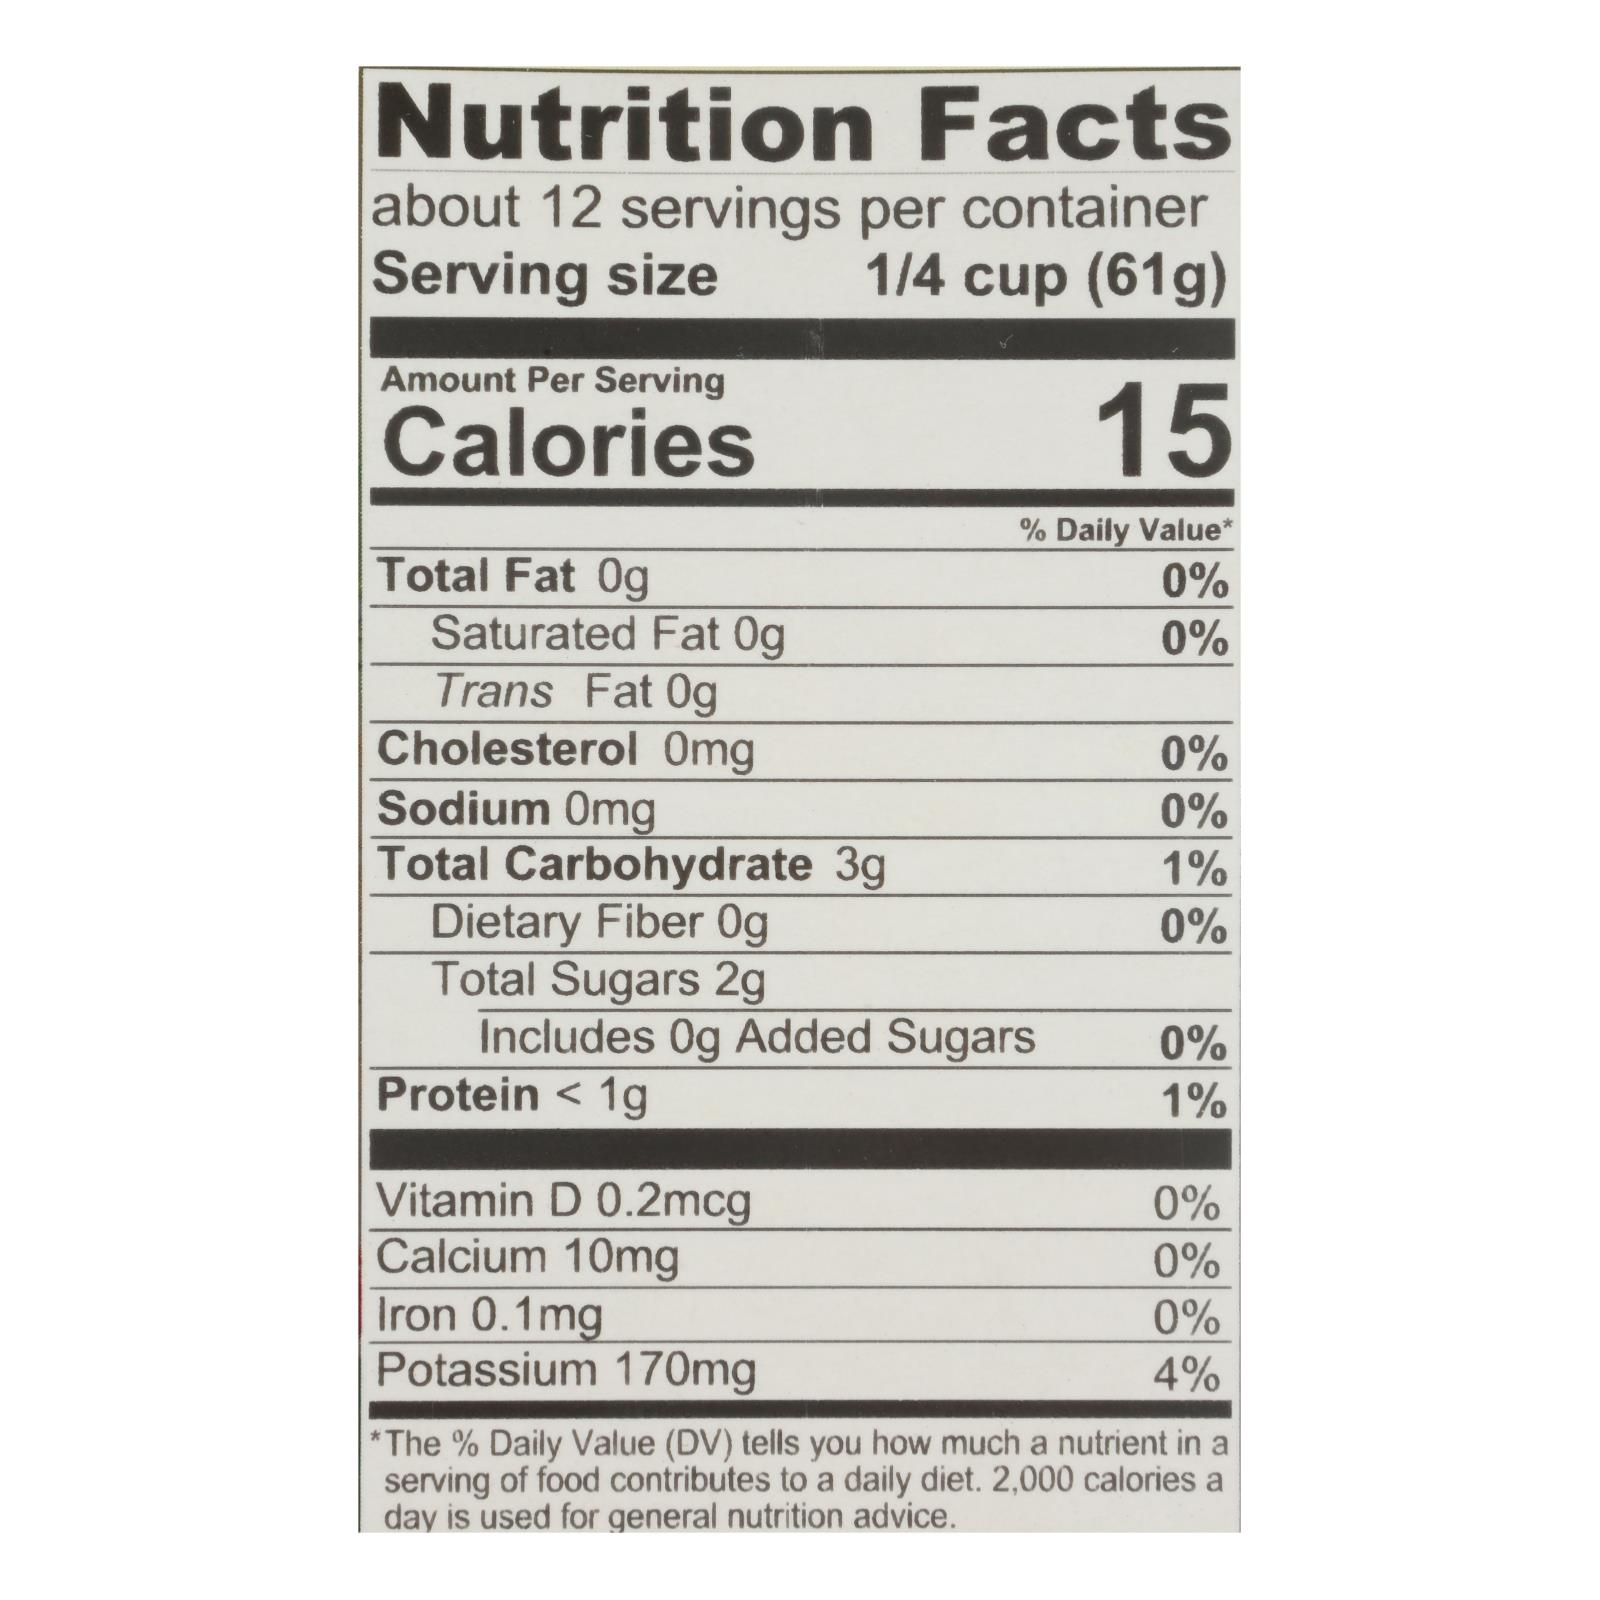 Nutrition Facts
about 12 servings per container
Serving size 1/4 cup (61g)
Amount Per Serving
Calories 15
% Daily Value*
Total Fat 0g 0%
Saturated Fat 0g 0%
Trans Fat 0g
Cholesterol 0mg 0%
Sodium 0mg 0%
Total Carbohydrate 3g 1%
Dietary Fiber 0g 0%
Total Sugars 2g
Includes 0g Added Sugars 0%
Protein < 1g 1%
Vitamin D 0.2mcg 0%
Calcium 10mg 0%
Iron 0.1mg 0%
Potassium 170mg 4%
*The % Daily Value (DV) tells you how much a nutrient in a
serving of food contributes to a daily diet. 2,000 calories a
day is used for general nutrition advice.